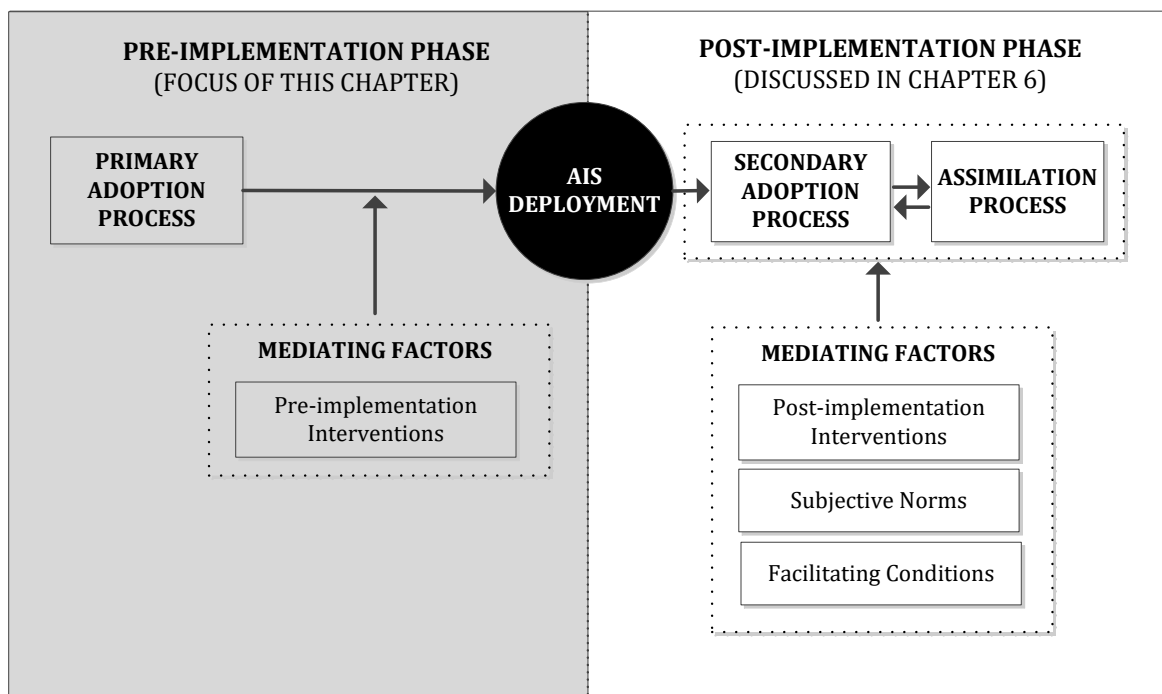 PRE-IMPLEMENTATION PHASE
(FOCUS OF THIS CHAPTER)
PRIMARY
ADOPTION
PROCESS
MEDIATING FACTORS
Pre-implementation
Interventions
AIS
DEPLOYMENT
POST-IMPLEMENTATION PHASE
(DISCUSSED IN CHAPTER 6)
SECONDARY
ADOPTION
PROCESS
ASSIMILATION
PROCESS
MEDIATING FACTORS
Post-implementation
Interventions
Subjective Norms
Facilitating Conditions